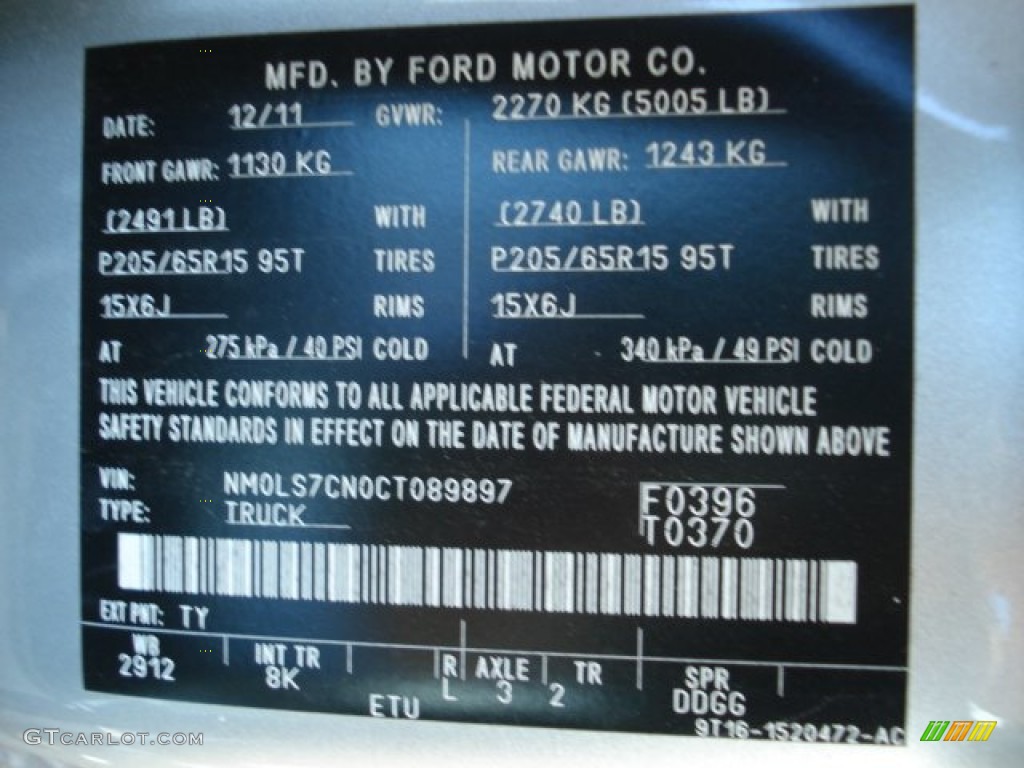 MFD. BY FORD MOTOR CO.
DATE: 12/11 GVWR: 2270 KG (5005 LB)
FRONT GAWR: 1130 KG REAR GAWR: 1243 KG
(2491 LB) WITH (2740 LB) WITH
P205/65R15 95T TIRES P205/65R15 95T TIRES
15X6J RIMS 15X6J RIMS
AT 275 kPa / 40 PSI COLD AT 340 kPa / 49 PSI COLD
THIS VEHICLE CONFORMS TO ALL APPLICABLE FEDERAL MOTOR VEHICLE
SAFETY STANDARDS IN EFFECT ON THE DATE OF MANUFACTURE SHOWN ABOVE
VIN: NM0LS7CN0CT089897 F0396
TYPE: TRUCK T0370
EXT PNT: TY
WB INT TR R AXLE TR SPR
2912 8K L 3 2 DDGG
ETU
9T16-1520472-AC
GTCARLOT.COM